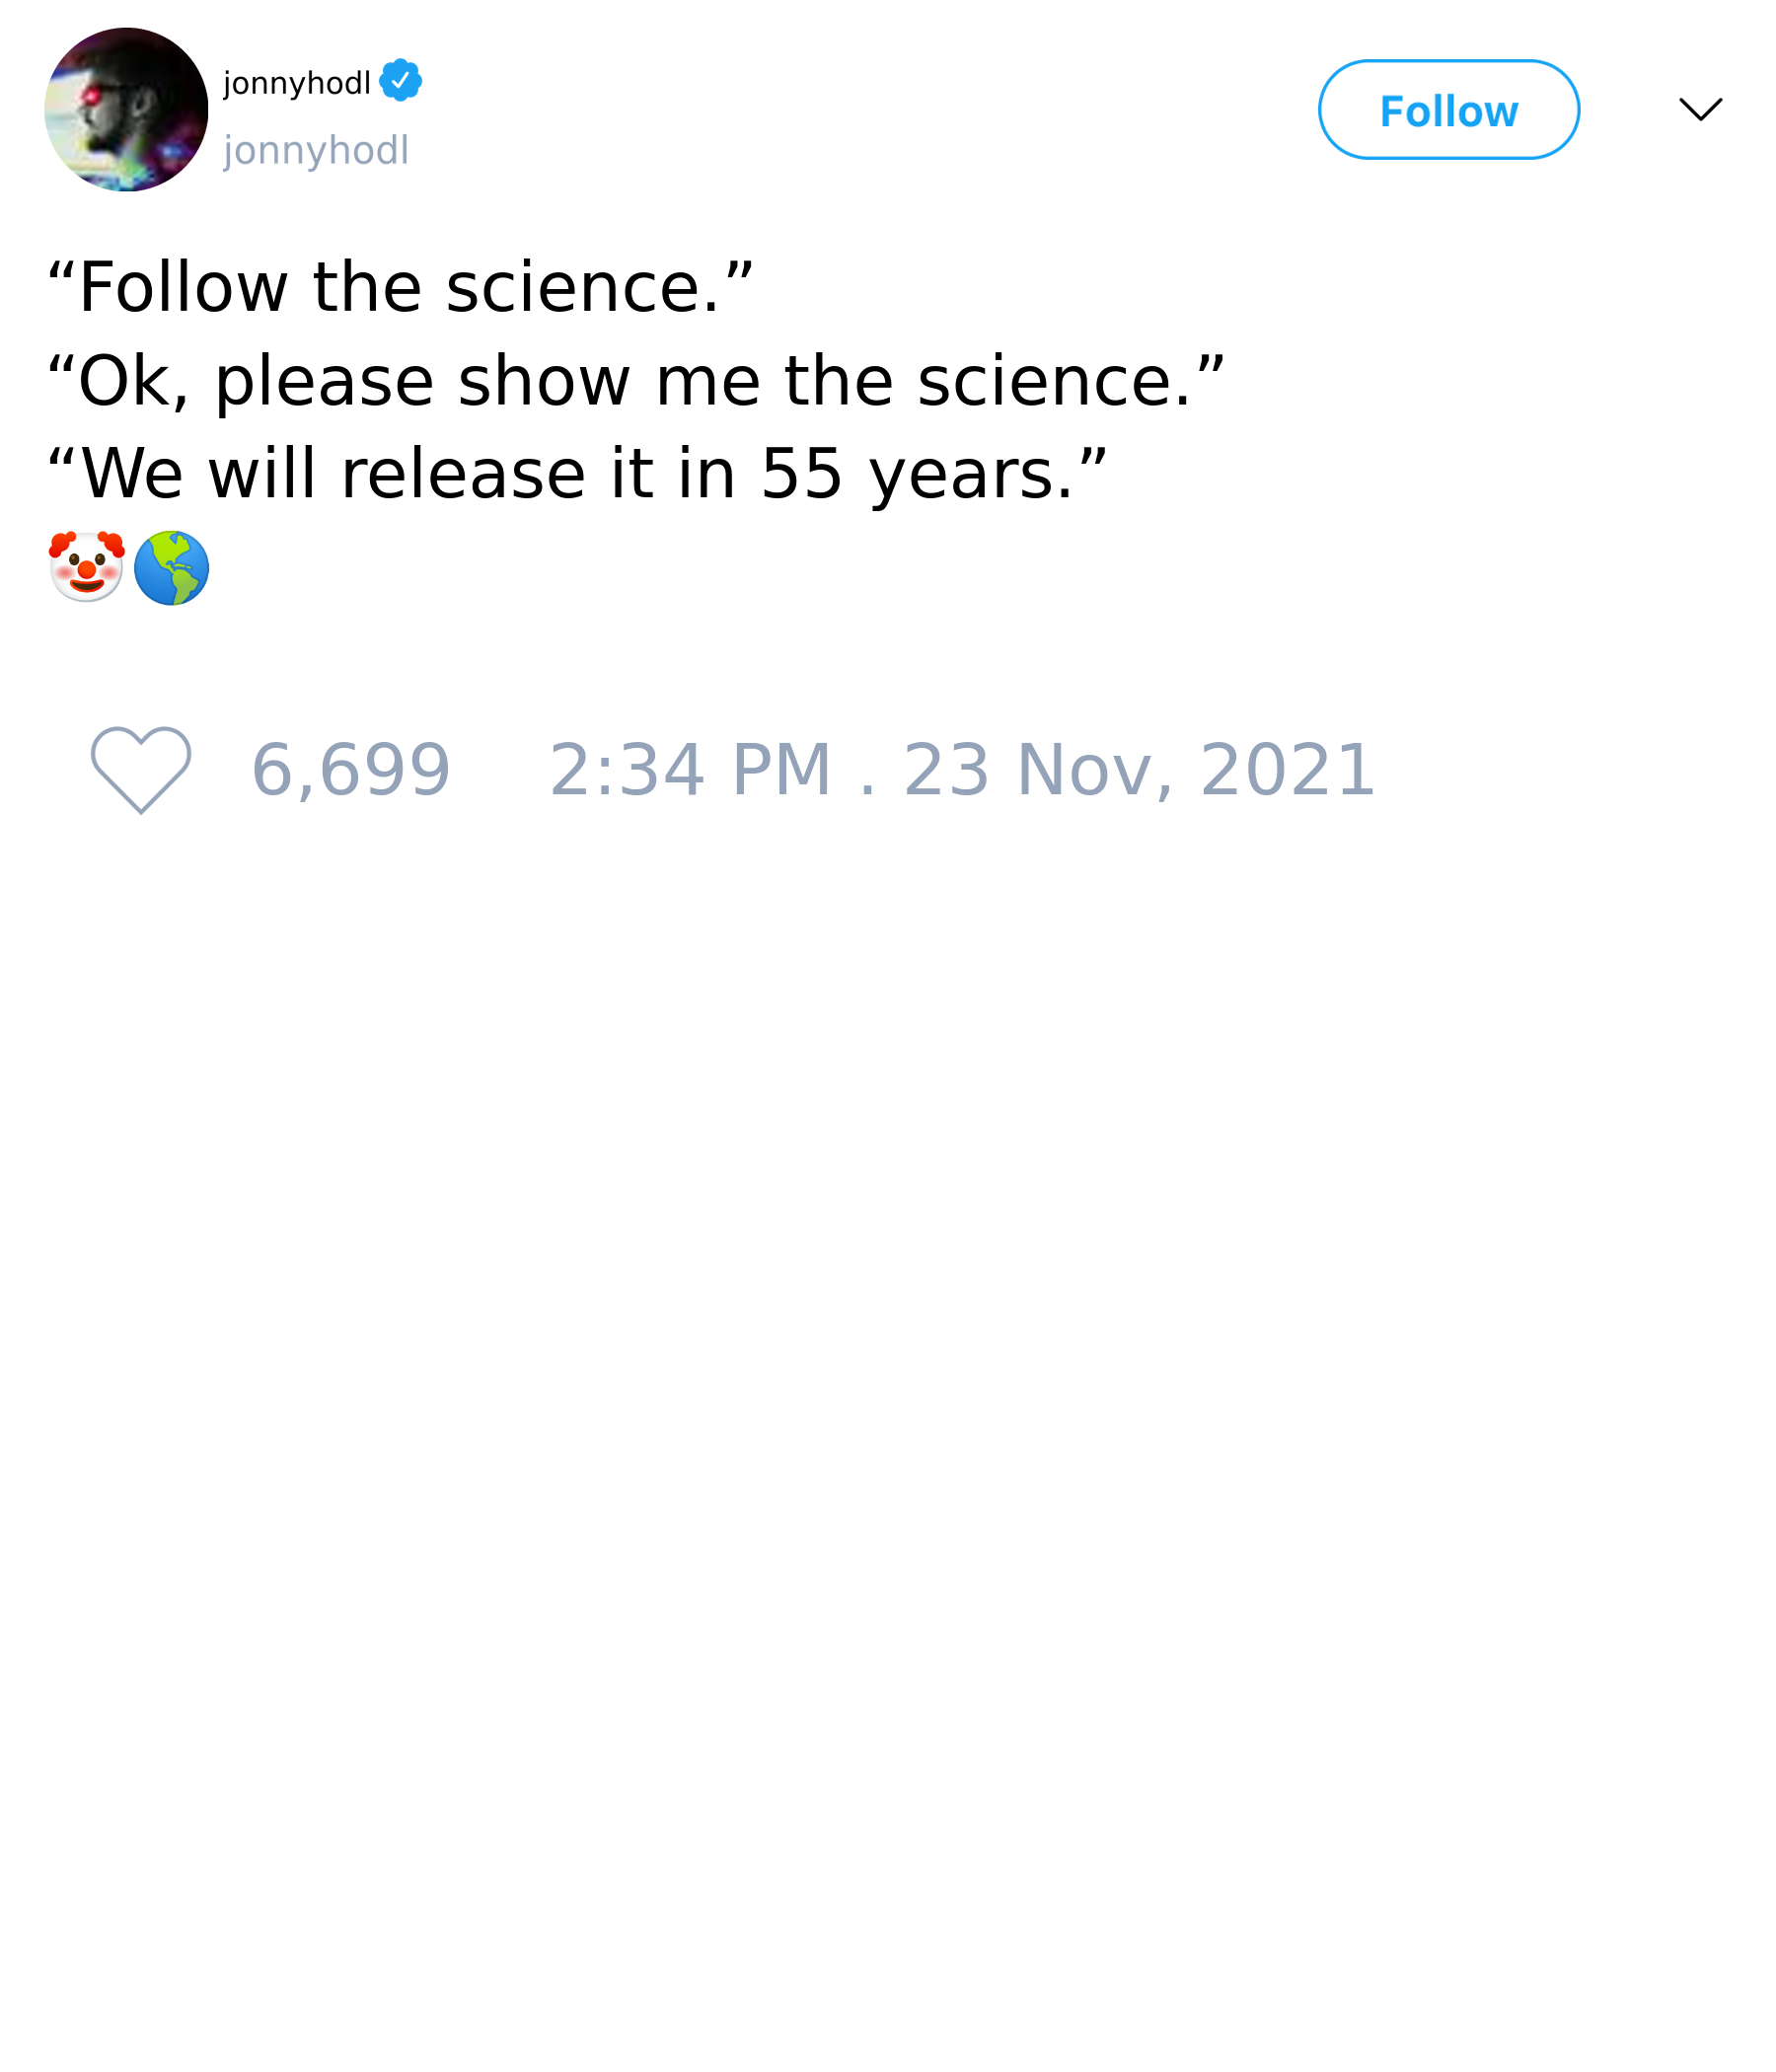 jonnyhodl
jonnyhodl
Follow
“Follow the science.”
“Ok, please show me the science.”
“We will release it in 55 years.”
🤡🌎
6,699 2:34 PM . 23 Nov, 2021